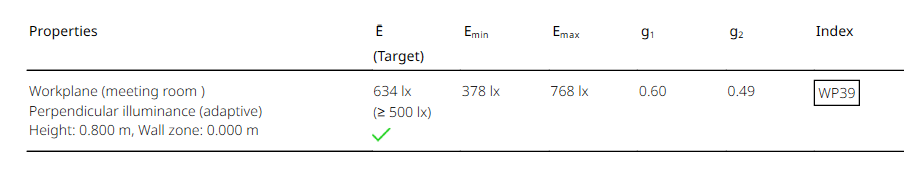 Properties Ē Eₘᵢₙ Eₘₐₓ g₁ g₂ Index
(Target)
Workplane (meeting room ) 634 lx 378 lx 768 lx 0.60 0.49 WP39
Perpendicular illuminance (adaptive) (≥ 500 lx)
Height: 0.800 m, Wall zone: 0.000 m